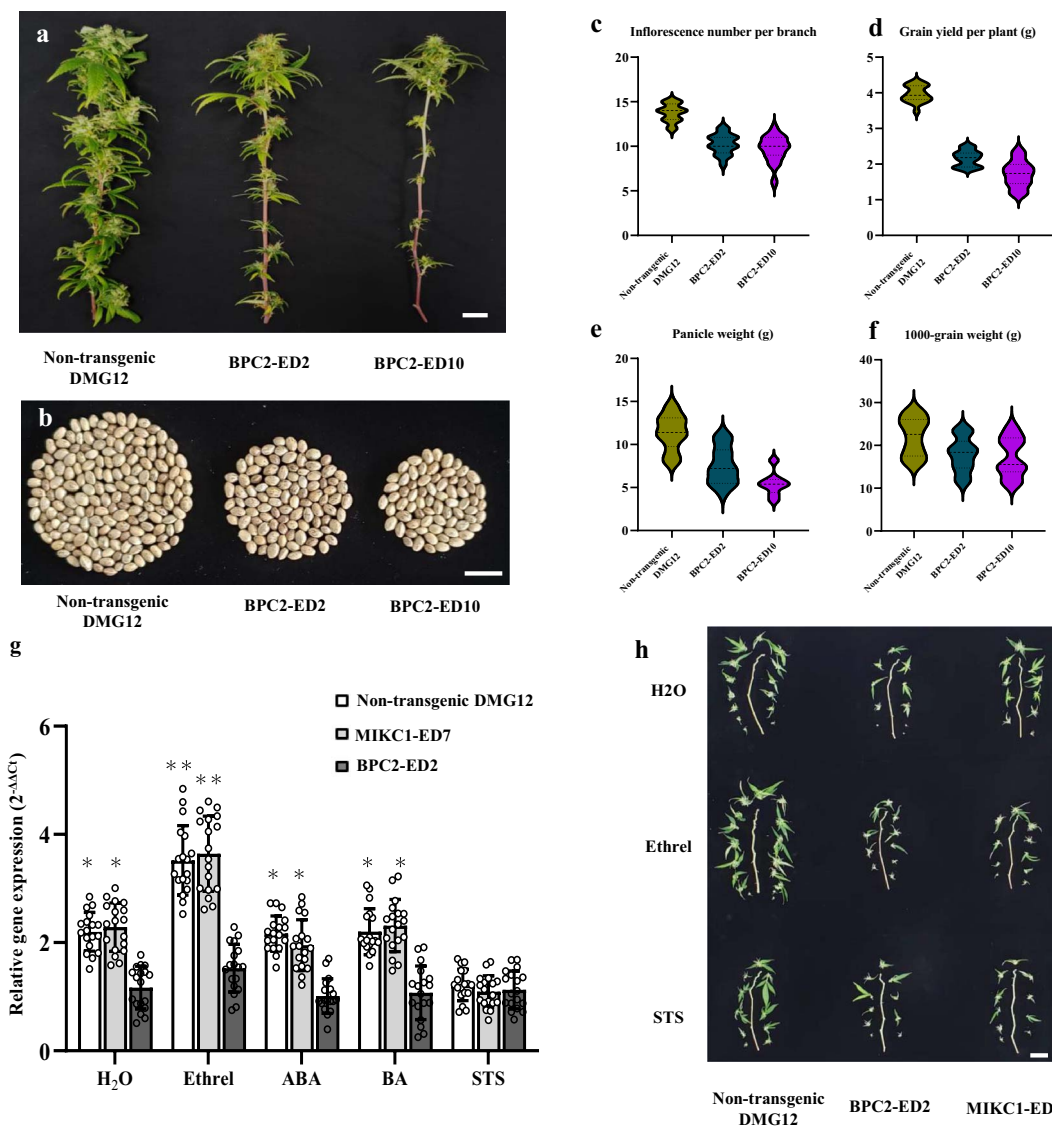 a
Non-transgenic
DMG12
BPC2-ED2
BPC2-ED10
b
Non-transgenic
DMG12
BPC2-ED2
BPC2-ED10
c
Inflorescence number per branch
20
15
10
5
0
Non-transgenic
DMG12
BPC2-ED2
BPC2-ED10
d
Grain yield per plant (g)
5
4
3
2
1
0
Non-transgenic
DMG12
BPC2-ED2
BPC2-ED10
e
Panicle weight (g)
20
15
10
5
0
Non-transgenic
DMG12
BPC2-ED2
BPC2-ED10
f
1000-grain weight (g)
40
30
20
10
0
Non-transgenic
DMG12
BPC2-ED2
BPC2-ED10
g
Relative gene expression (2-ΔΔCt)
8
6
4
2
0
Non-transgenic DMG12
MIKC1-ED7
BPC2-ED2
* *
** **
* *
* *
H2O
Ethrel
ABA
BA
STS
h
H2O
Ethrel
STS
Non-transgenic
DMG12
BPC2-ED2
MIKC1-ED